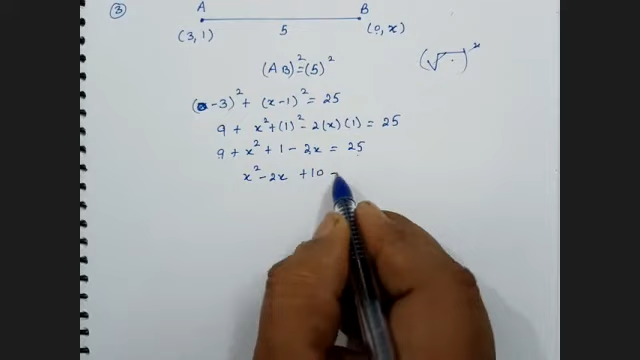 ③
A B
5
(3, 1) (0, x)
(AB)² = (5)²
(√ . )²
(0-3)² + (x-1)² = 25
9 + x² + (1)² - 2(x)(1) = 25
9 + x² + 1 - 2x = 25
x² - 2x + 10 -